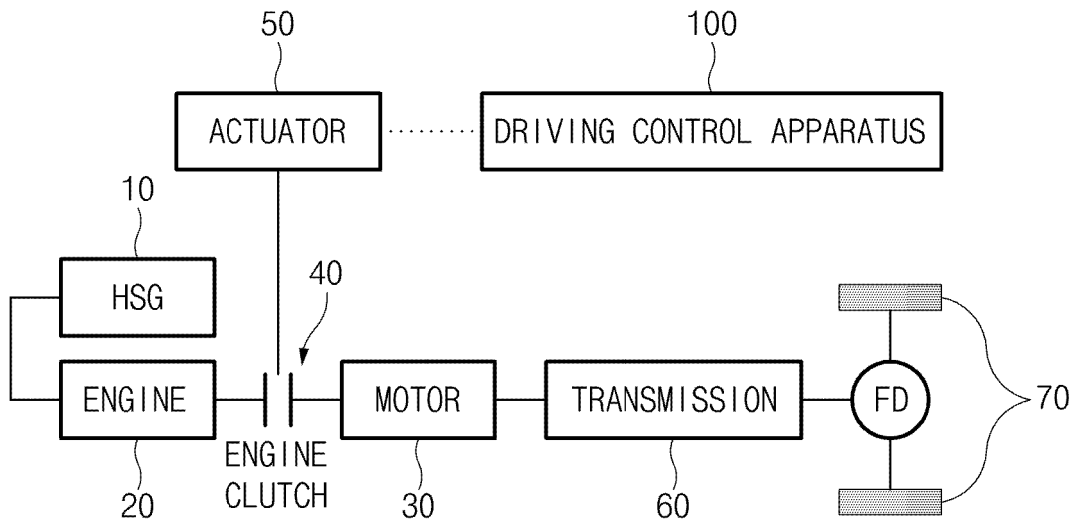 50
100
ACTUATOR
DRIVING CONTROL APPARATUS
10
HSG
40
ENGINE
MOTOR
TRANSMISSION
FD
70
ENGINE
CLUTCH
20
30
60